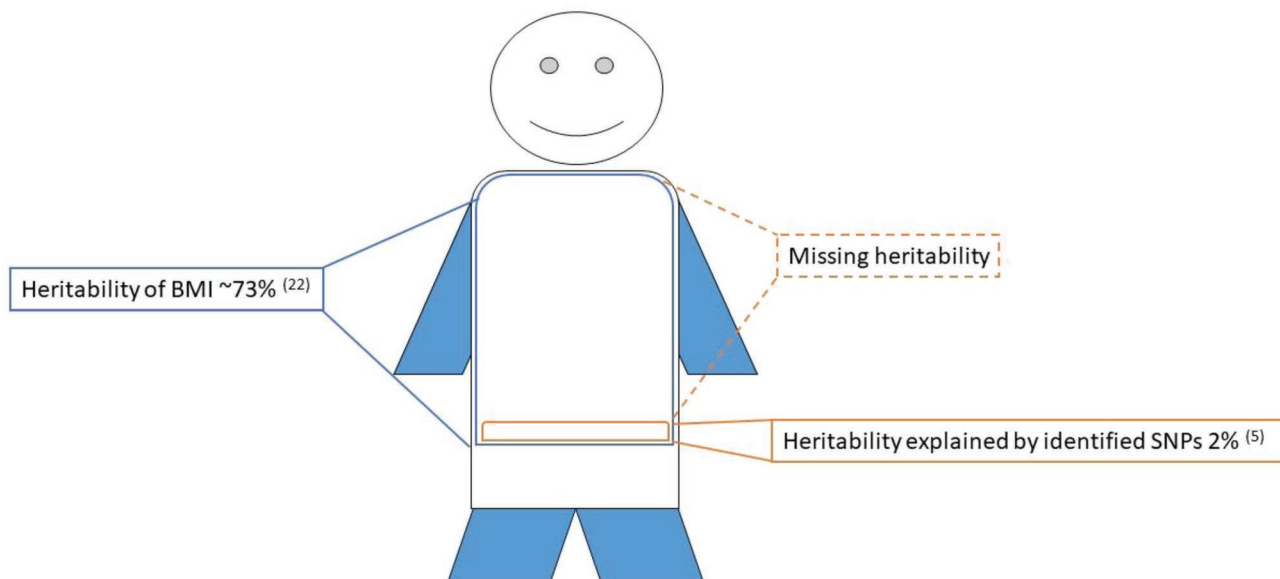 Missing heritability
Heritability of BMI ~73% (22)
Heritability explained by identified SNPs 2% (5)